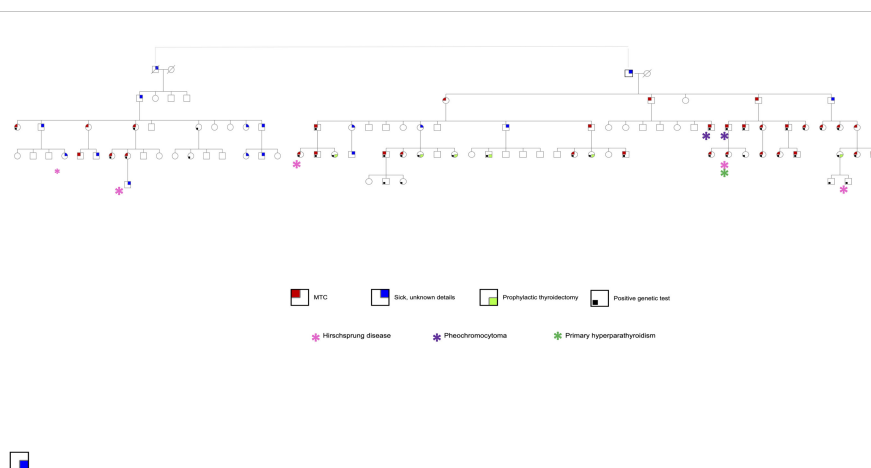 MTC
Sick, unknown details
Prophylactic thyroidectomy
Positive genetic test
Hirschsprung disease
Pheochromocytoma
Primary hyperparathyroidism